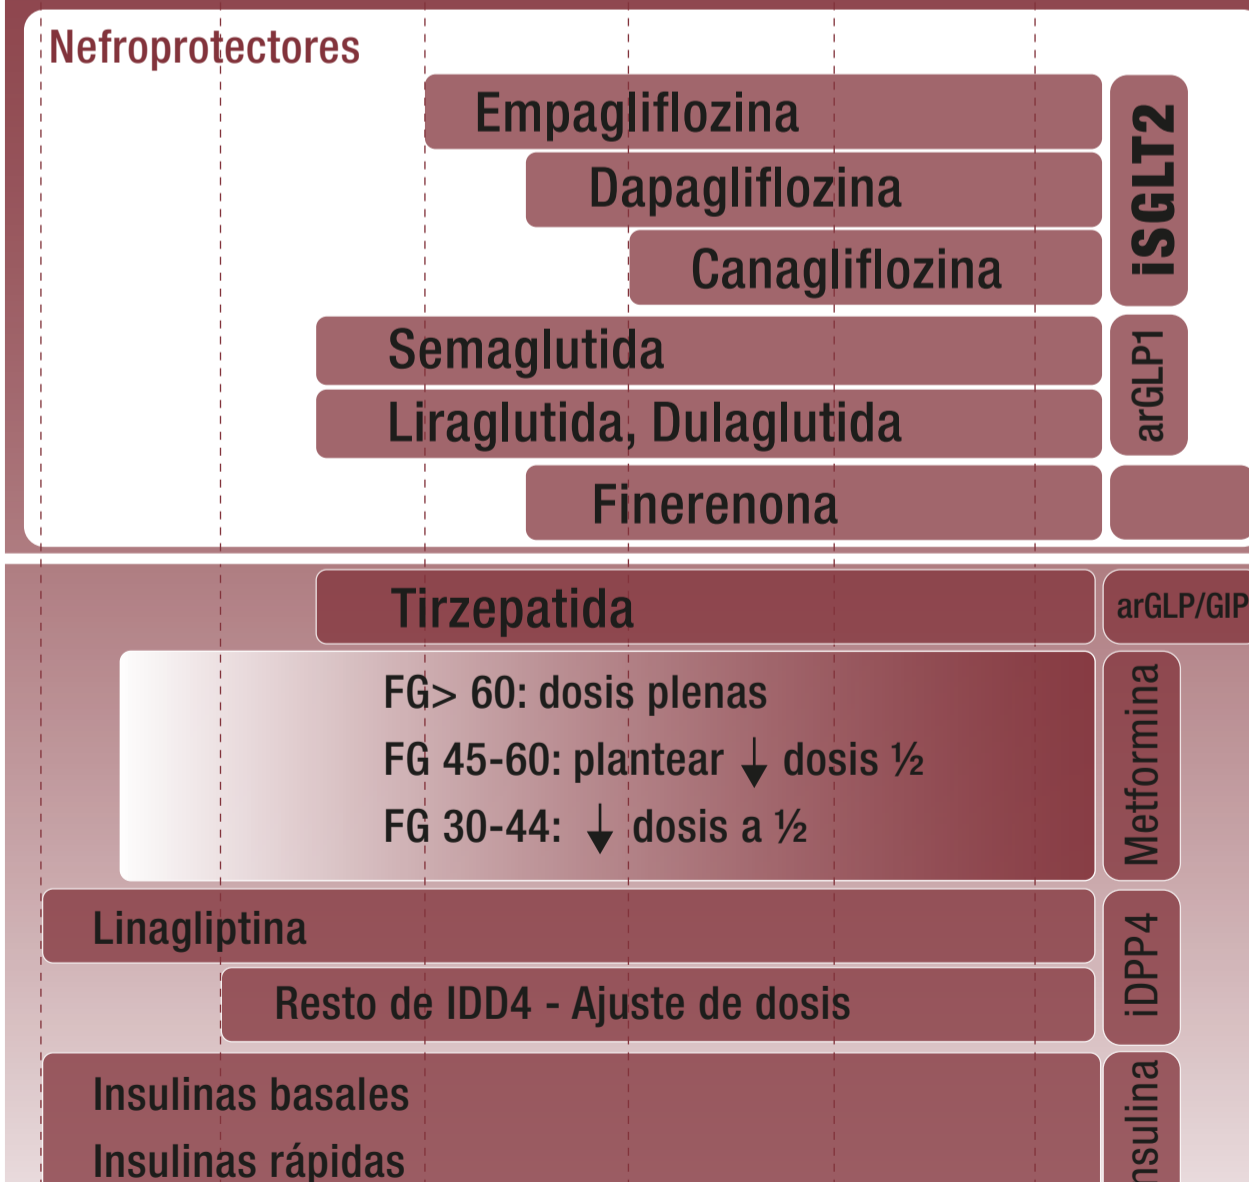 Nefroprotectores
Empagliflozina
Dapagliflozina
Canagliflozina
iSGLT2
Semaglutida
Liraglutida, Dulaglutida
arGLP1
Finerenona
Tirzepatida
arGLP/GIP
FG> 60: dosis plenas
FG 45-60: plantear ↓ dosis ½
FG 30-44: ↓ dosis a ½
Metformina
Linagliptina
Resto de IDD4 - Ajuste de dosis
iDPP4
Insulinas basales
Insulinas rápidas
nsulina